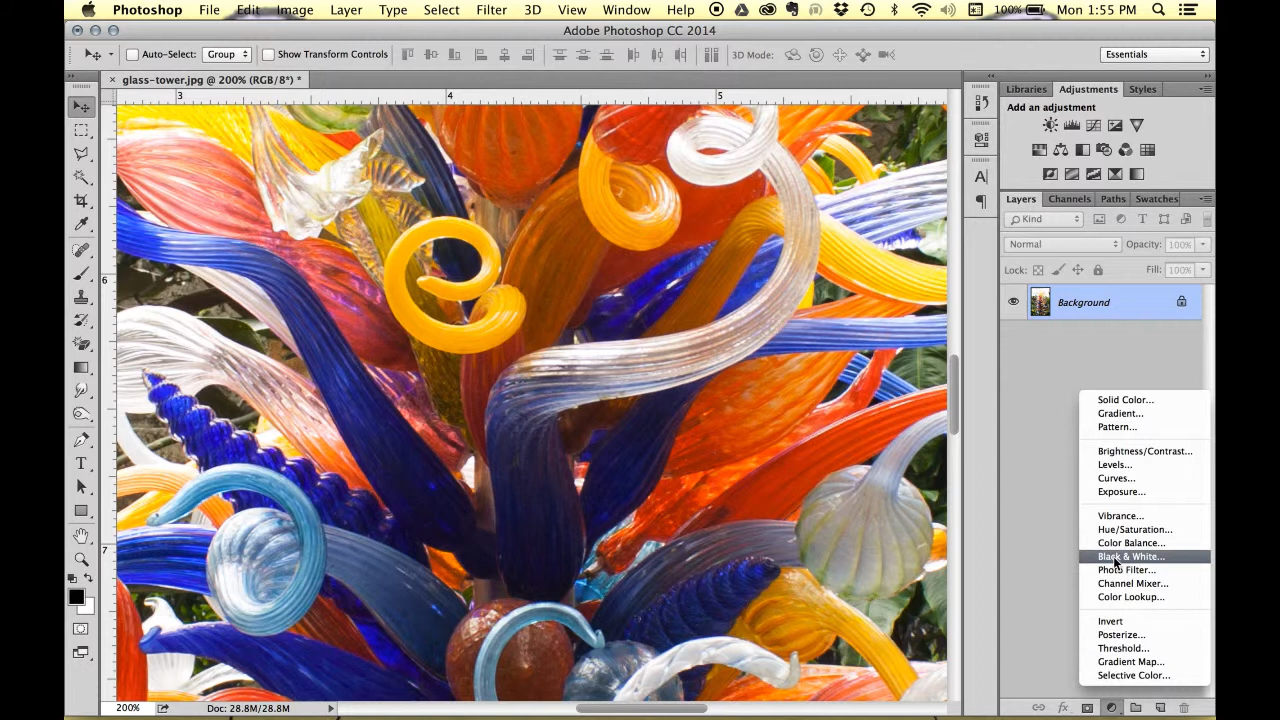 Photoshop File Edit Image Layer Type Select Filter 3D View Window Help 100% Mon 1:55 PM
Adobe Photoshop CC 2014
Auto-Select: Group Show Transform Controls 3D Mode: Essentials
× glass-tower.jpg @ 200% (RGB/8*) *
3 4 5
6
7
Libraries Adjustments Styles
Add an adjustment
A
T
Layers Channels Paths Swatches
Kind T
Normal Opacity: 100%
Lock: Fill: 100%
Background
Solid Color...
Gradient...
Pattern...
Brightness/Contrast...
Levels...
Curves...
Exposure...
Vibrance...
Hue/Saturation...
Color Balance...
Black & White...
Photo Filter...
Channel Mixer...
Color Lookup...
Invert
Posterize...
Threshold...
Gradient Map...
Selective Color...
fx
200% Doc: 28.8M/28.8M